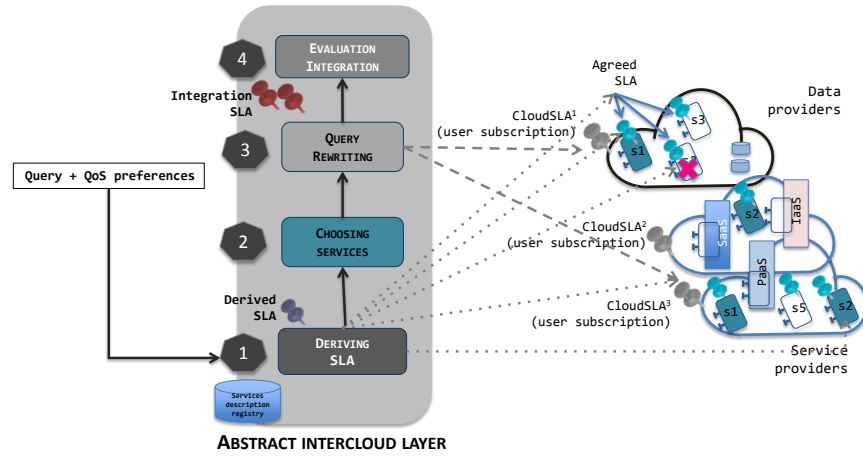 4
EVALUATION
INTEGRATION
Integration
SLA
3
QUERY
REWRITING
Query + QoS preferences
2
CHOOSING
SERVICES
Derived
SLA
1
DERIVING
SLA
Services
description
registry
ABSTRACT INTERCLOUD LAYER
Agreed
SLA
Data
providers
CloudSLA¹
(user subscription)
s1
s3
CloudSLA²
(user subscription)
SaaS
s2
IaaS
PaaS
CloudSLA³
(user subscription)
s1
s5
s2
Service
providers